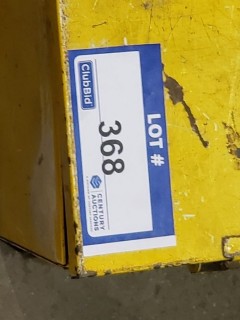 LOT #
368
ClubBid
CENTURY
AUCTIONS